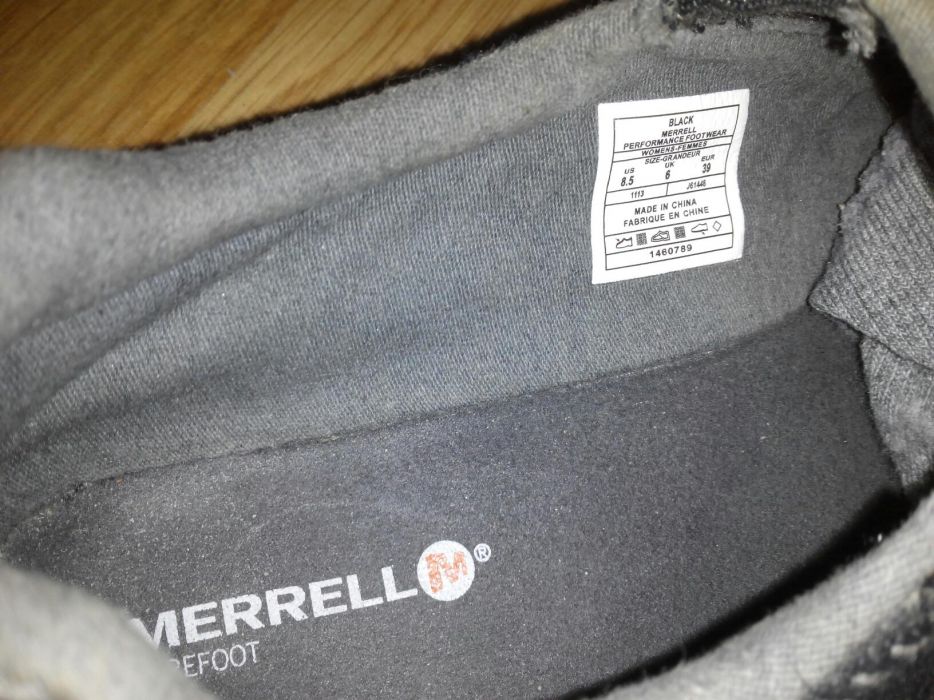 BLACK
MERRELL
PERFORMANCE FOOTWEAR
WOMENS-FEMMES
SIZE-GRANDEUR
US UK EUR
8.5 6 39
1113 J61446
MADE IN CHINA
FABRIQUE EN CHINE
1460789
MERRELL M®
REFOOT